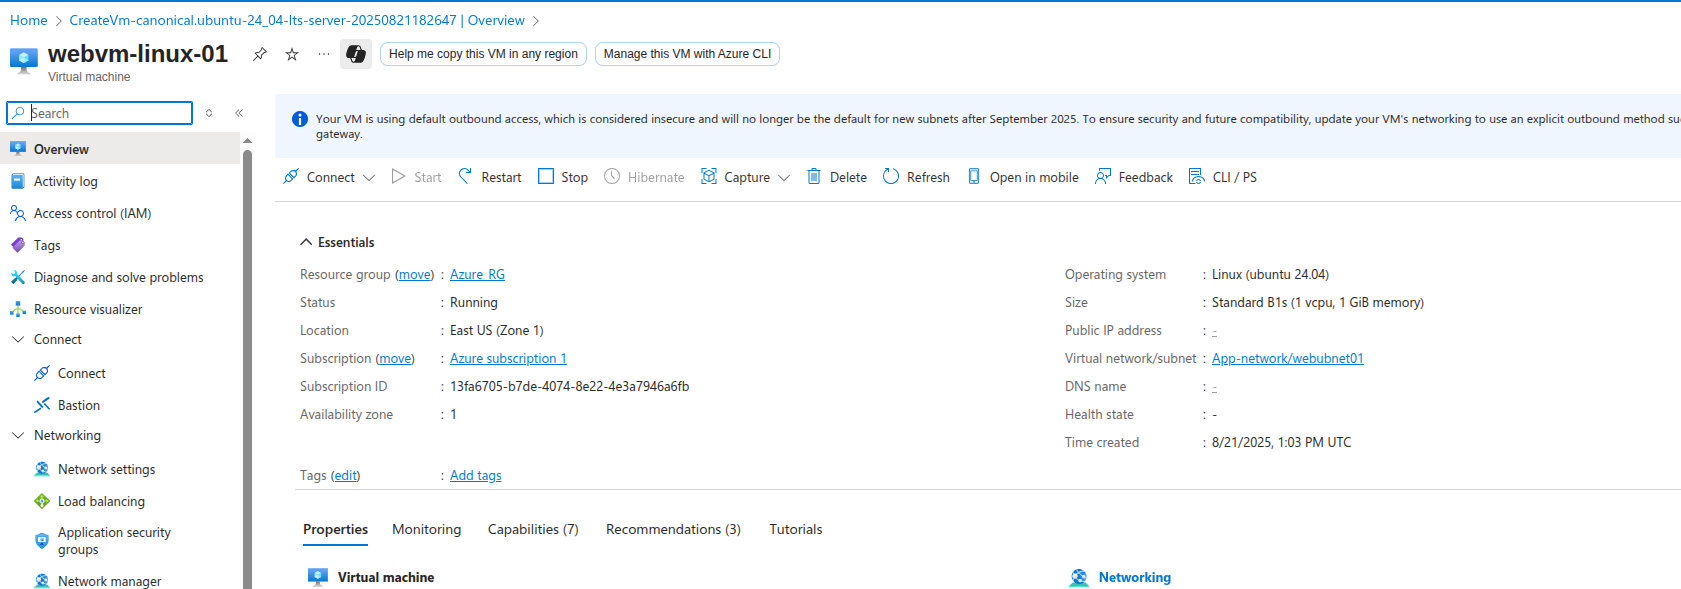 Home > CreateVm-canonical.ubuntu-24_04-lts-server-20250821182647 | Overview >
webvm-linux-01
Virtual machine
Help me copy this VM in any region
Manage this VM with Azure CLI
Search
Overview
Activity log
Access control (IAM)
Tags
Diagnose and solve problems
Resource visualizer
Connect
Connect
Bastion
Networking
Network settings
Load balancing
Application security
groups
Network manager
Your VM is using default outbound access, which is considered insecure and will no longer be the default for new subnets after September 2025. To ensure security and future compatibility, update your VM's networking to use an explicit outbound method su
gateway.
Connect Start Restart Stop Hibernate Capture Delete Refresh Open in mobile Feedback CLI / PS
Essentials
Resource group (move) : Azure_RG
Status : Running
Location : East US (Zone 1)
Subscription (move) : Azure subscription 1
Subscription ID : 13fa6705-b7de-4074-8e22-4e3a7946a6fb
Availability zone : 1
Operating system : Linux (ubuntu 24.04)
Size : Standard B1s (1 vcpu, 1 GiB memory)
Public IP address : -
Virtual network/subnet : App-network/webubnet01
DNS name : -
Health state : -
Time created : 8/21/2025, 1:03 PM UTC
Tags (edit) : Add tags
Properties Monitoring Capabilities (7) Recommendations (3) Tutorials
Virtual machine
Networking